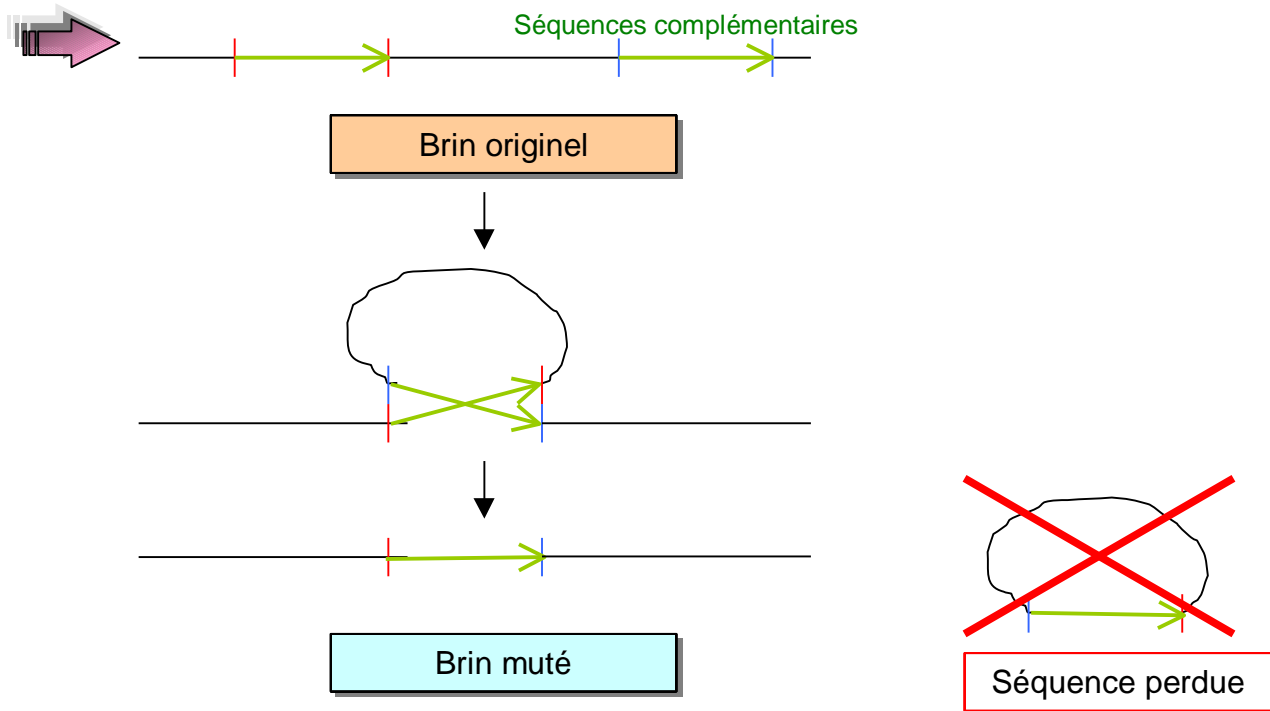 Séquences complémentaires
Brin originel
Brin muté
Séquence perdue